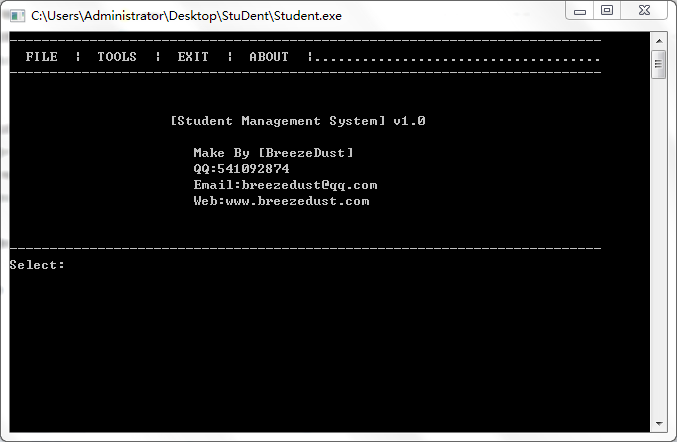 C:\Users\Administrator\Desktop\StuDent\Student.exe
FILE ¦ TOOLS ¦ EXIT ¦ ABOUT ¦....................................
[Student Management System] v1.0
Make By [BreezeDust]
QQ:541092874
Email:breezedust@qq.com
Web:www.breezedust.com
Select: